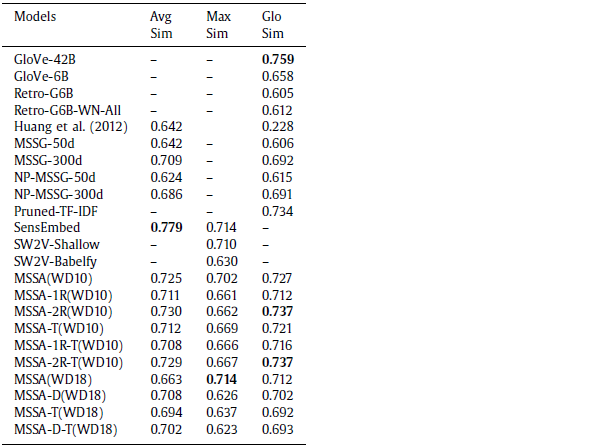 Models Avg Max Glo
Sim Sim Sim
GloVe-42B – – 0.759
GloVe-6B – – 0.658
Retro-G6B – – 0.605
Retro-G6B-WN-All – – 0.612
Huang et al. (2012) 0.642 0.228
MSSG-50d 0.642 – 0.606
MSSG-300d 0.709 – 0.692
NP-MSSG-50d 0.624 – 0.615
NP-MSSG-300d 0.686 – 0.691
Pruned-TF-IDF – – 0.734
SensEmbed 0.779 0.714 –
SW2V-Shallow – 0.710 –
SW2V-Babelfy – 0.630 –
MSSA(WD10) 0.725 0.702 0.727
MSSA-1R(WD10) 0.711 0.661 0.712
MSSA-2R(WD10) 0.730 0.662 0.737
MSSA-T(WD10) 0.712 0.669 0.721
MSSA-1R-T(WD10) 0.708 0.666 0.716
MSSA-2R-T(WD10) 0.729 0.667 0.737
MSSA(WD18) 0.663 0.714 0.712
MSSA-D(WD18) 0.708 0.626 0.702
MSSA-T(WD18) 0.694 0.637 0.692
MSSA-D-T(WD18) 0.702 0.623 0.693